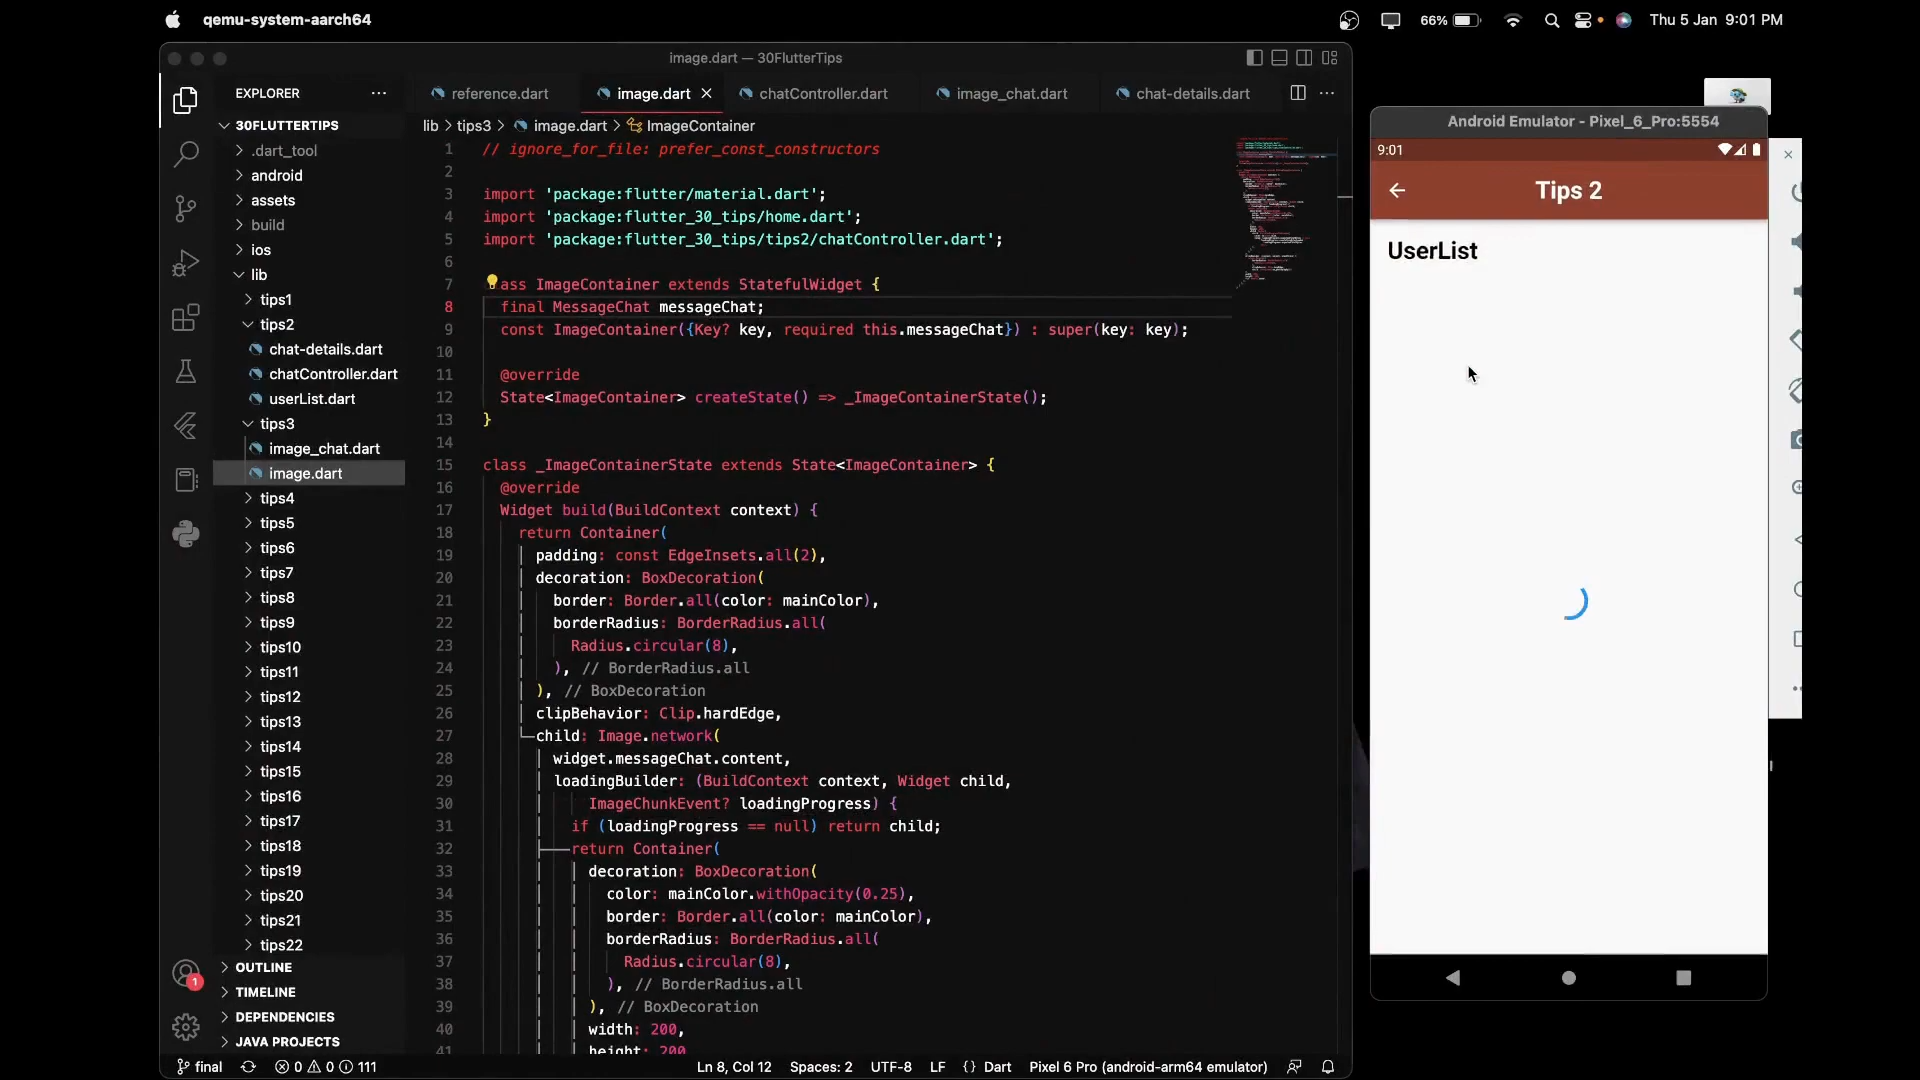 qemu-system-aarch64
66%
Thu 5 Jan 9:01 PM
image.dart — 30FlutterTips
EXPLORER
reference.dart
image.dart
chatController.dart
image_chat.dart
chat-details.dart
30FLUTTERTIPS
.dart_tool
android
assets
build
ios
lib
tips1
tips2
chat-details.dart
chatController.dart
userList.dart
tips3
image_chat.dart
image.dart
tips4
tips5
tips6
tips7
tips8
tips9
tips10
tips11
tips12
tips13
tips14
tips15
tips16
tips17
tips18
tips19
tips20
tips21
tips22
OUTLINE
TIMELINE
DEPENDENCIES
JAVA PROJECTS
1
lib > tips3 > image.dart > ImageContainer
1 // ignore_for_file: prefer_const_constructors
2
3 import 'package:flutter/material.dart';
4 import 'package:flutter_30_tips/home.dart';
5 import 'package:flutter_30_tips/tips2/chatController.dart';
6
7 ass ImageContainer extends StatefulWidget {
8 final MessageChat messageChat;
9 const ImageContainer({Key? key, required this.messageChat}) : super(key: key);
10
11 @override
12 State<ImageContainer> createState() => _ImageContainerState();
13 }
14
15 class _ImageContainerState extends State<ImageContainer> {
16 @override
17 Widget build(BuildContext context) {
18 return Container(
19 padding: const EdgeInsets.all(2),
20 decoration: BoxDecoration(
21 border: Border.all(color: mainColor),
22 borderRadius: BorderRadius.all(
23 Radius.circular(8),
24 ), // BorderRadius.all
25 ), // BoxDecoration
26 clipBehavior: Clip.hardEdge,
27 child: Image.network(
28 widget.messageChat.content,
29 loadingBuilder: (BuildContext context, Widget child,
30 ImageChunkEvent? loadingProgress) {
31 if (loadingProgress == null) return child;
32 return Container(
33 decoration: BoxDecoration(
34 color: mainColor.withOpacity(0.25),
35 border: Border.all(color: mainColor),
36 borderRadius: BorderRadius.all(
37 Radius.circular(8),
38 ), // BorderRadius.all
39 ), // BoxDecoration
40 width: 200,
41 height: 200
final
0 0 111
Ln 8, Col 12
Spaces: 2
UTF-8
LF
{} Dart
Pixel 6 Pro (android-arm64 emulator)
Android Emulator - Pixel_6_Pro:5554
9:01
Tips 2
UserList